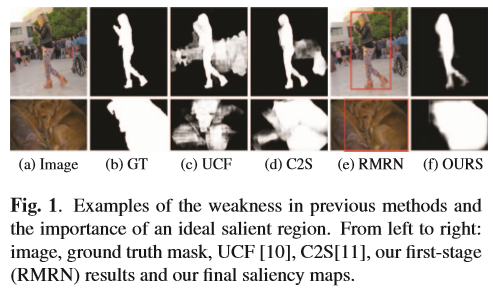 (a) Image (b) GT (c) UCF (d) C2S (e) RMRN (f) OURS
Fig. 1. Examples of the weakness in previous methods and
the importance of an ideal salient region. From left to right:
image, ground truth mask, UCF [10], C2S[11], our first-stage
(RMRN) results and our final saliency maps.